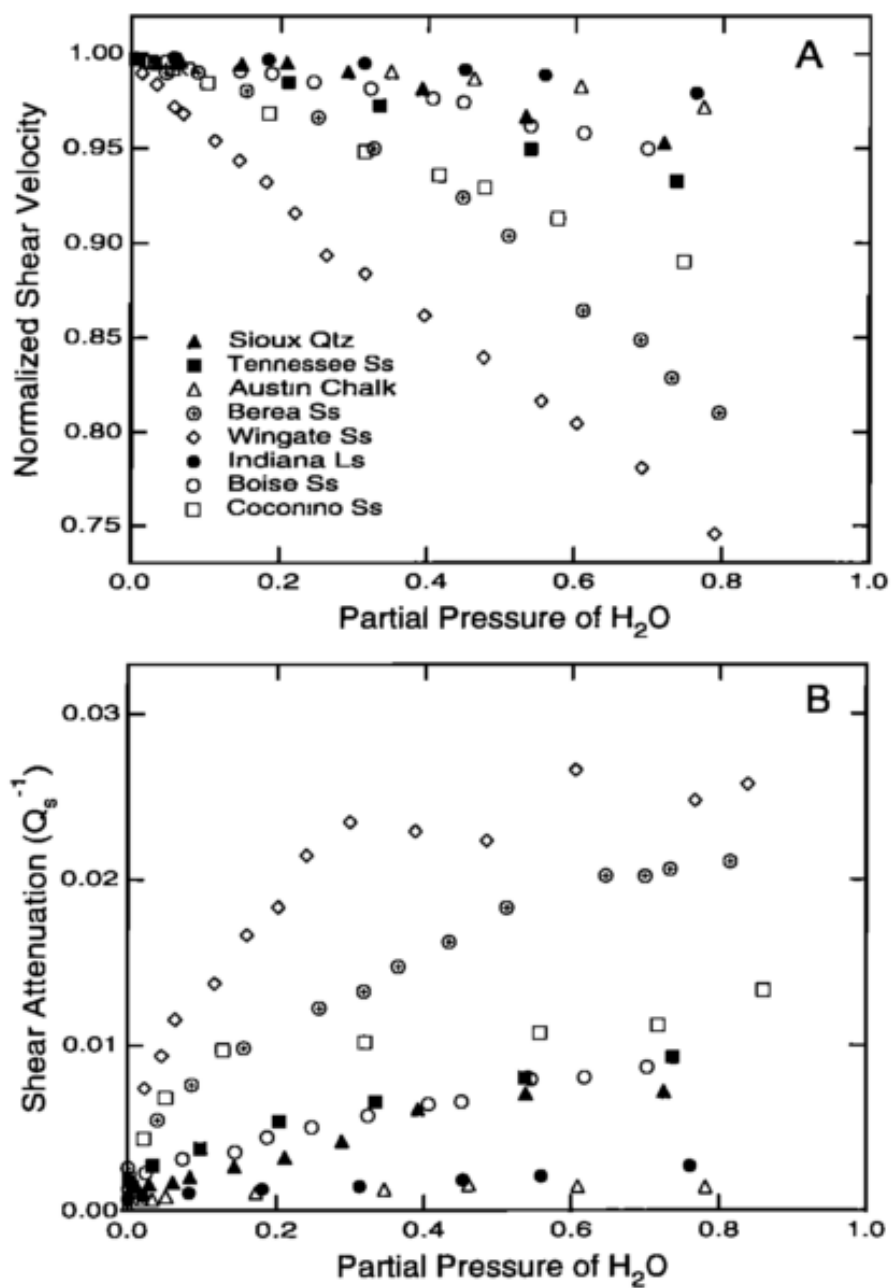 A
1.00
0.95
0.90
0.85
0.80
0.75
Normalized Shear Velocity
Sioux Qtz
Tennessee Ss
Austin Chalk
Berea Ss
Wingate Ss
Indiana Ls
Boise Ss
Coconino Ss
0.0 0.2 0.4 0.6 0.8 1.0
Partial Pressure of H₂O
B
0.03
0.02
0.01
0.00
Shear Attenuation (Qₛ⁻¹)
0.0 0.2 0.4 0.6 0.8 1.0
Partial Pressure of H₂O